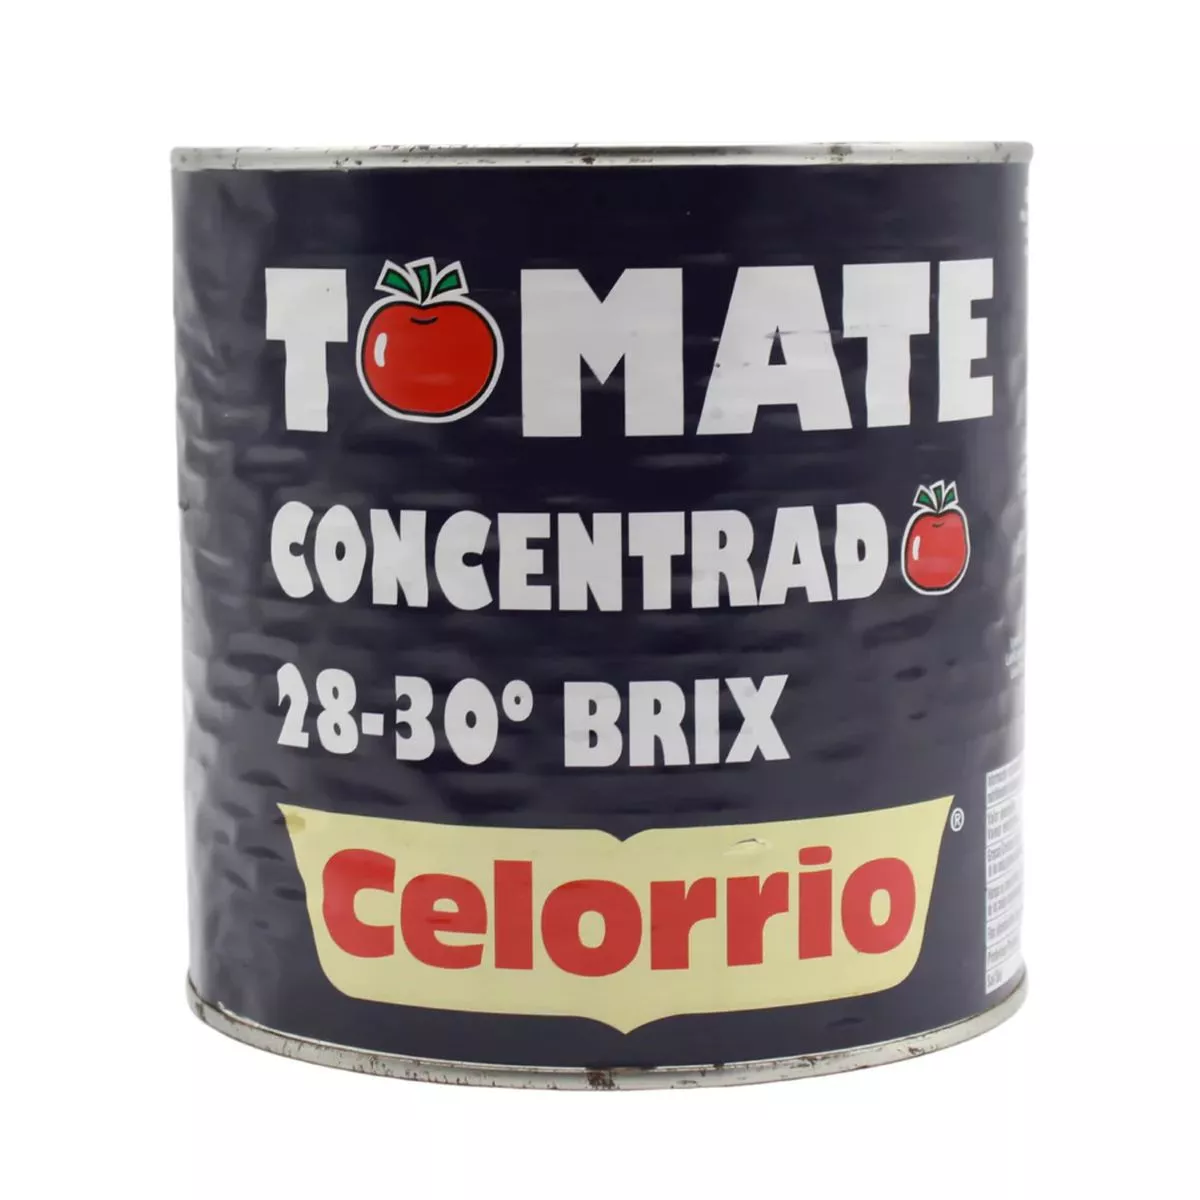 TOMATE
CONCENTRADO
28-30° BRIX
Celorrio®